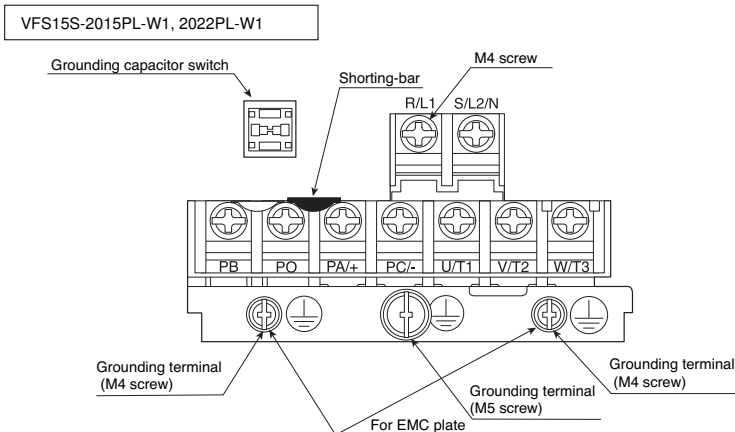 VFS15S-2015PL-W1, 2022PL-W1
Grounding capacitor switch
Shorting-bar
M4 screw
R/L1 S/L2/N
PB PO PA/+ PC/- U/T1 V/T2 W/T3
Grounding terminal
(M4 screw)
Grounding terminal
(M5 screw)
Grounding terminal
(M4 screw)
For EMC plate